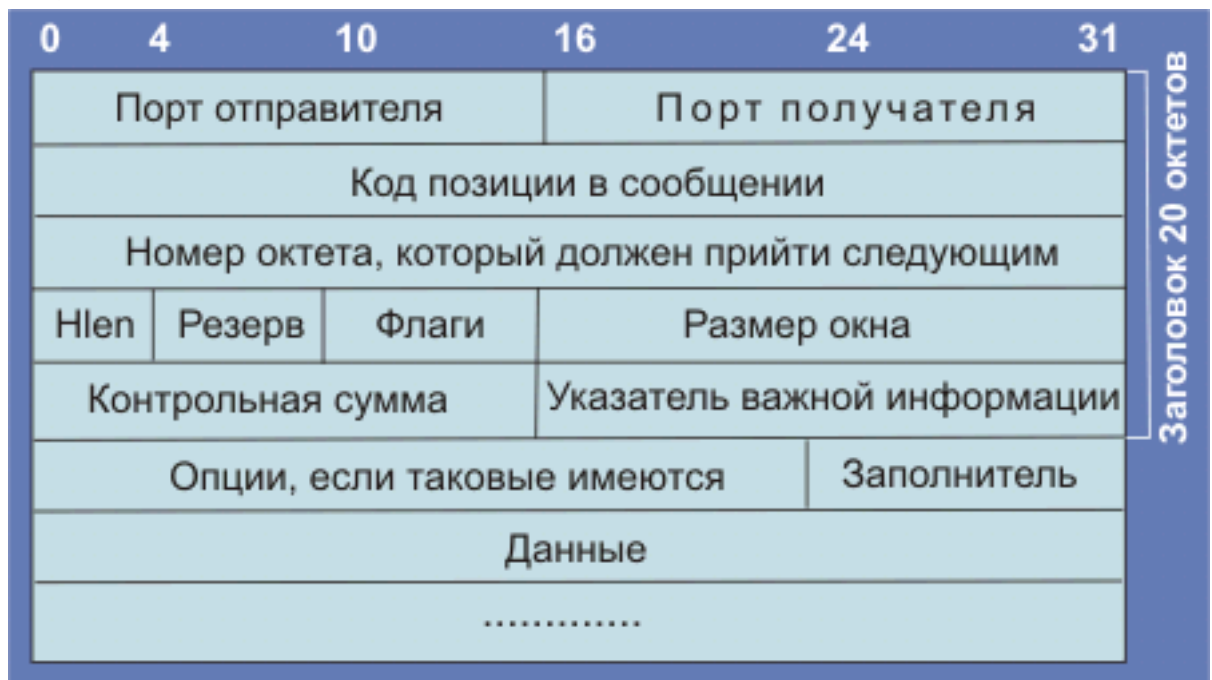 0 4 10 16 24 31
Порт отправителя Порт получателя
Код позиции в сообщении
Номер октета, который должен прийти следующим
Hlen Резерв Флаги Размер окна
Контрольная сумма Указатель важной информации
Опции, если таковые имеются Заполнитель
Данные
.............
Заголовок 20 октетов